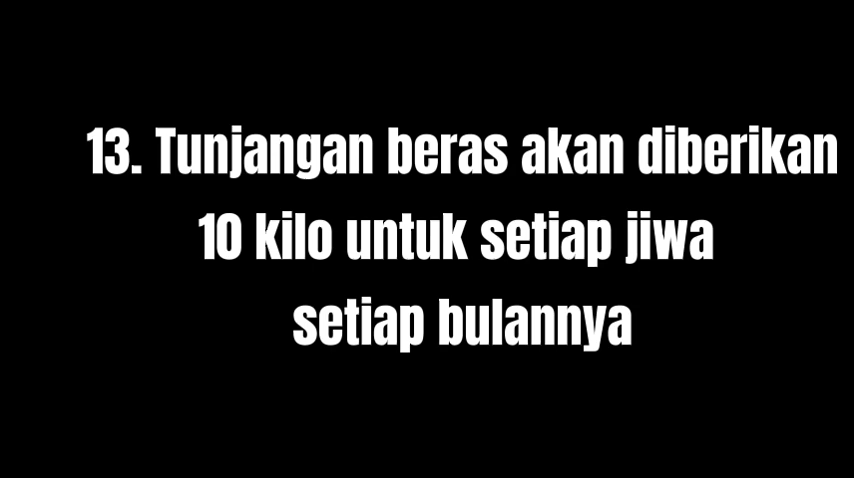 13. Tunjangan beras akan diberikan
10 kilo untuk setiap jiwa
setiap bulannya